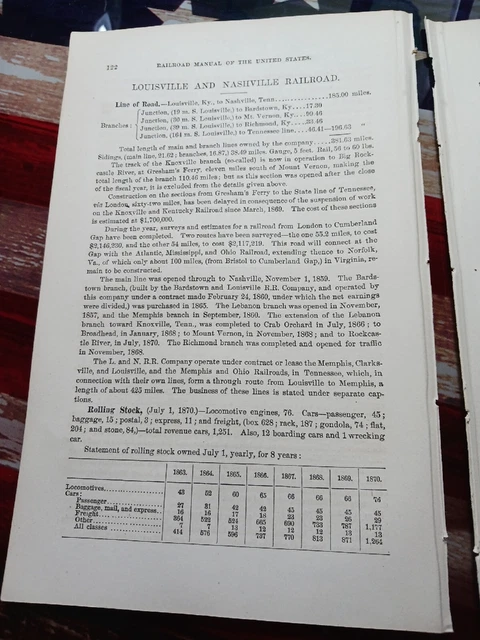 122 RAILROAD MANUAL OF THE UNITED STATES.
LOUISVILLE AND NASHVILLE RAILROAD.
Line of Road.—Louisville, Ky., to Nashville, Tenn. 185.00 miles.
Junction, (19 m. S. Louisville,) to Bardstown, Ky....17.30
Branches : Junction, (30 m. S. Louisville,) to Mt. Vernon, Ky....
Junction, (39 m. S. Louisville,) to Richmond, Ky....33.46
Junction, (164 m. S. Louisville,) to Tennessee line....46.41—196.63 "
Total length of main and branch lines owned by the company 381.63 miles.
Sidings, (main line, 21.62 ; branches, 16.87,) 38.49 miles. Gauge, 5 feet. Rail, 56 to 60 lbs.
The track of the Knoxville branch (so-called) is now in operation to Big Rock-
castle River, at Gresham's Ferry, eleven miles south of Mount Vernon, making the
total length of the branch 110.46 miles ; but as this section was opened after the close
of the fiscal year, it is excluded from the details given above.
Construction on the sections from Gresham's Ferry to the State line of Tennessee,
via London, sixty-two miles, has been delayed in consequence of the suspension of work
on the Knoxville and Kentucky Railroad since March, 1869. The cost of these sections
is estimated at $1,700,000.
During the year, surveys and estimates for a railroad from London to Cumberland
Gap have been completed. Two routes have been surveyed—the one 55.2 miles, to cost
$2,146,239, and the other 54 miles, to cost $2,117,219. This road will connect at the
Gap with the Atlantic, Mississippi, and Ohio Railroad, extending thence to Norfolk,
Va., of which only about 100 miles, (from Bristol to Cumberland Gap,) in Virginia, re-
main to be constructed.
The main line was opened through to Nashville, November 1, 1859. The Bards-
town branch, (built by the Bardstown and Louisville R.R. Company, and operated by
this company under a contract made February 24, 1860, under which the net earnings
were divided,) was purchased in 1865. The Lebanon branch was opened in November,
1857, and the Memphis branch in September, 1860. The extension of the Lebanon
branch toward Knoxville, Tenn., was completed to Crab Orchard in July, 1866 ; to
Broadhead, in January, 1868 ; to Mount Vernon, in November, 1868 ; and to Rockcas-
tle River, in July, 1870. The Richmond branch was completed and opened for traffic
in November, 1868.
The L. and N. R.R. Company operate under contract or lease the Memphis, Clarks-
ville, and Louisville, and the Memphis and Ohio Railroads, in Tennessee, which, in
connection with their own lines, form a through route from Louisville to Memphis, a
length of about 425 miles. The business of these lines is stated under separate cap-
tions.
Rolling Stock, (July 1, 1870.)—Locomotive engines, 76. Cars—passenger, 45 ;
baggage, 15 ; postal, 3 ; express, 11 ; and freight, (box 628 ; rack, 187 ; gondola, 74 ; flat,
204 ; and stone, 84,)—total revenue cars, 1,251. Also, 12 boarding cars and 1 wrecking
car.
Statement of rolling stock owned July 1, yearly, for 8 years :
1863. 1864. 1865. 1866. 1867. 1868. 1869. 1870.
Locomotives 43 52 60 65 66 66 66 76
Cars :
Passenger 27 31 42 42 45 45 45 45
Baggage, mail, and express 16 16 17 18 23 23 26 29
Freight 364 522 524 665 690 733 787 1,177
Other 7 7 13 12 12 12 13 13
All classes 414 576 596 737 770 813 871 1,264